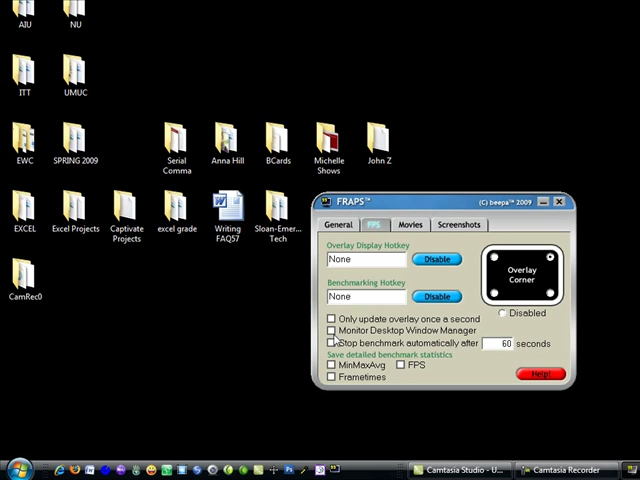 AIU NU
ITT UMUC
EWC SPRING 2009 Serial Comma Anna Hill BCards Michelle Shows John Z
EXCEL Excel Projects Captivate Projects excel grade Writing FAQ57 Sloan-Emer... Tech
CamRec0
FRAPS™ (C) beepa™ 2009
General FPS Movies Screenshots
Overlay Display Hotkey
None Disable
Overlay Corner
Benchmarking Hotkey
None Disable
Disabled
Only update overlay once a second
Monitor Desktop Window Manager
Stop benchmark automatically after 60 seconds
Save detailed benchmark statistics
MinMaxAvg FPS
Frametimes
Help!
Camtasia Studio - U... Camtasia Recorder